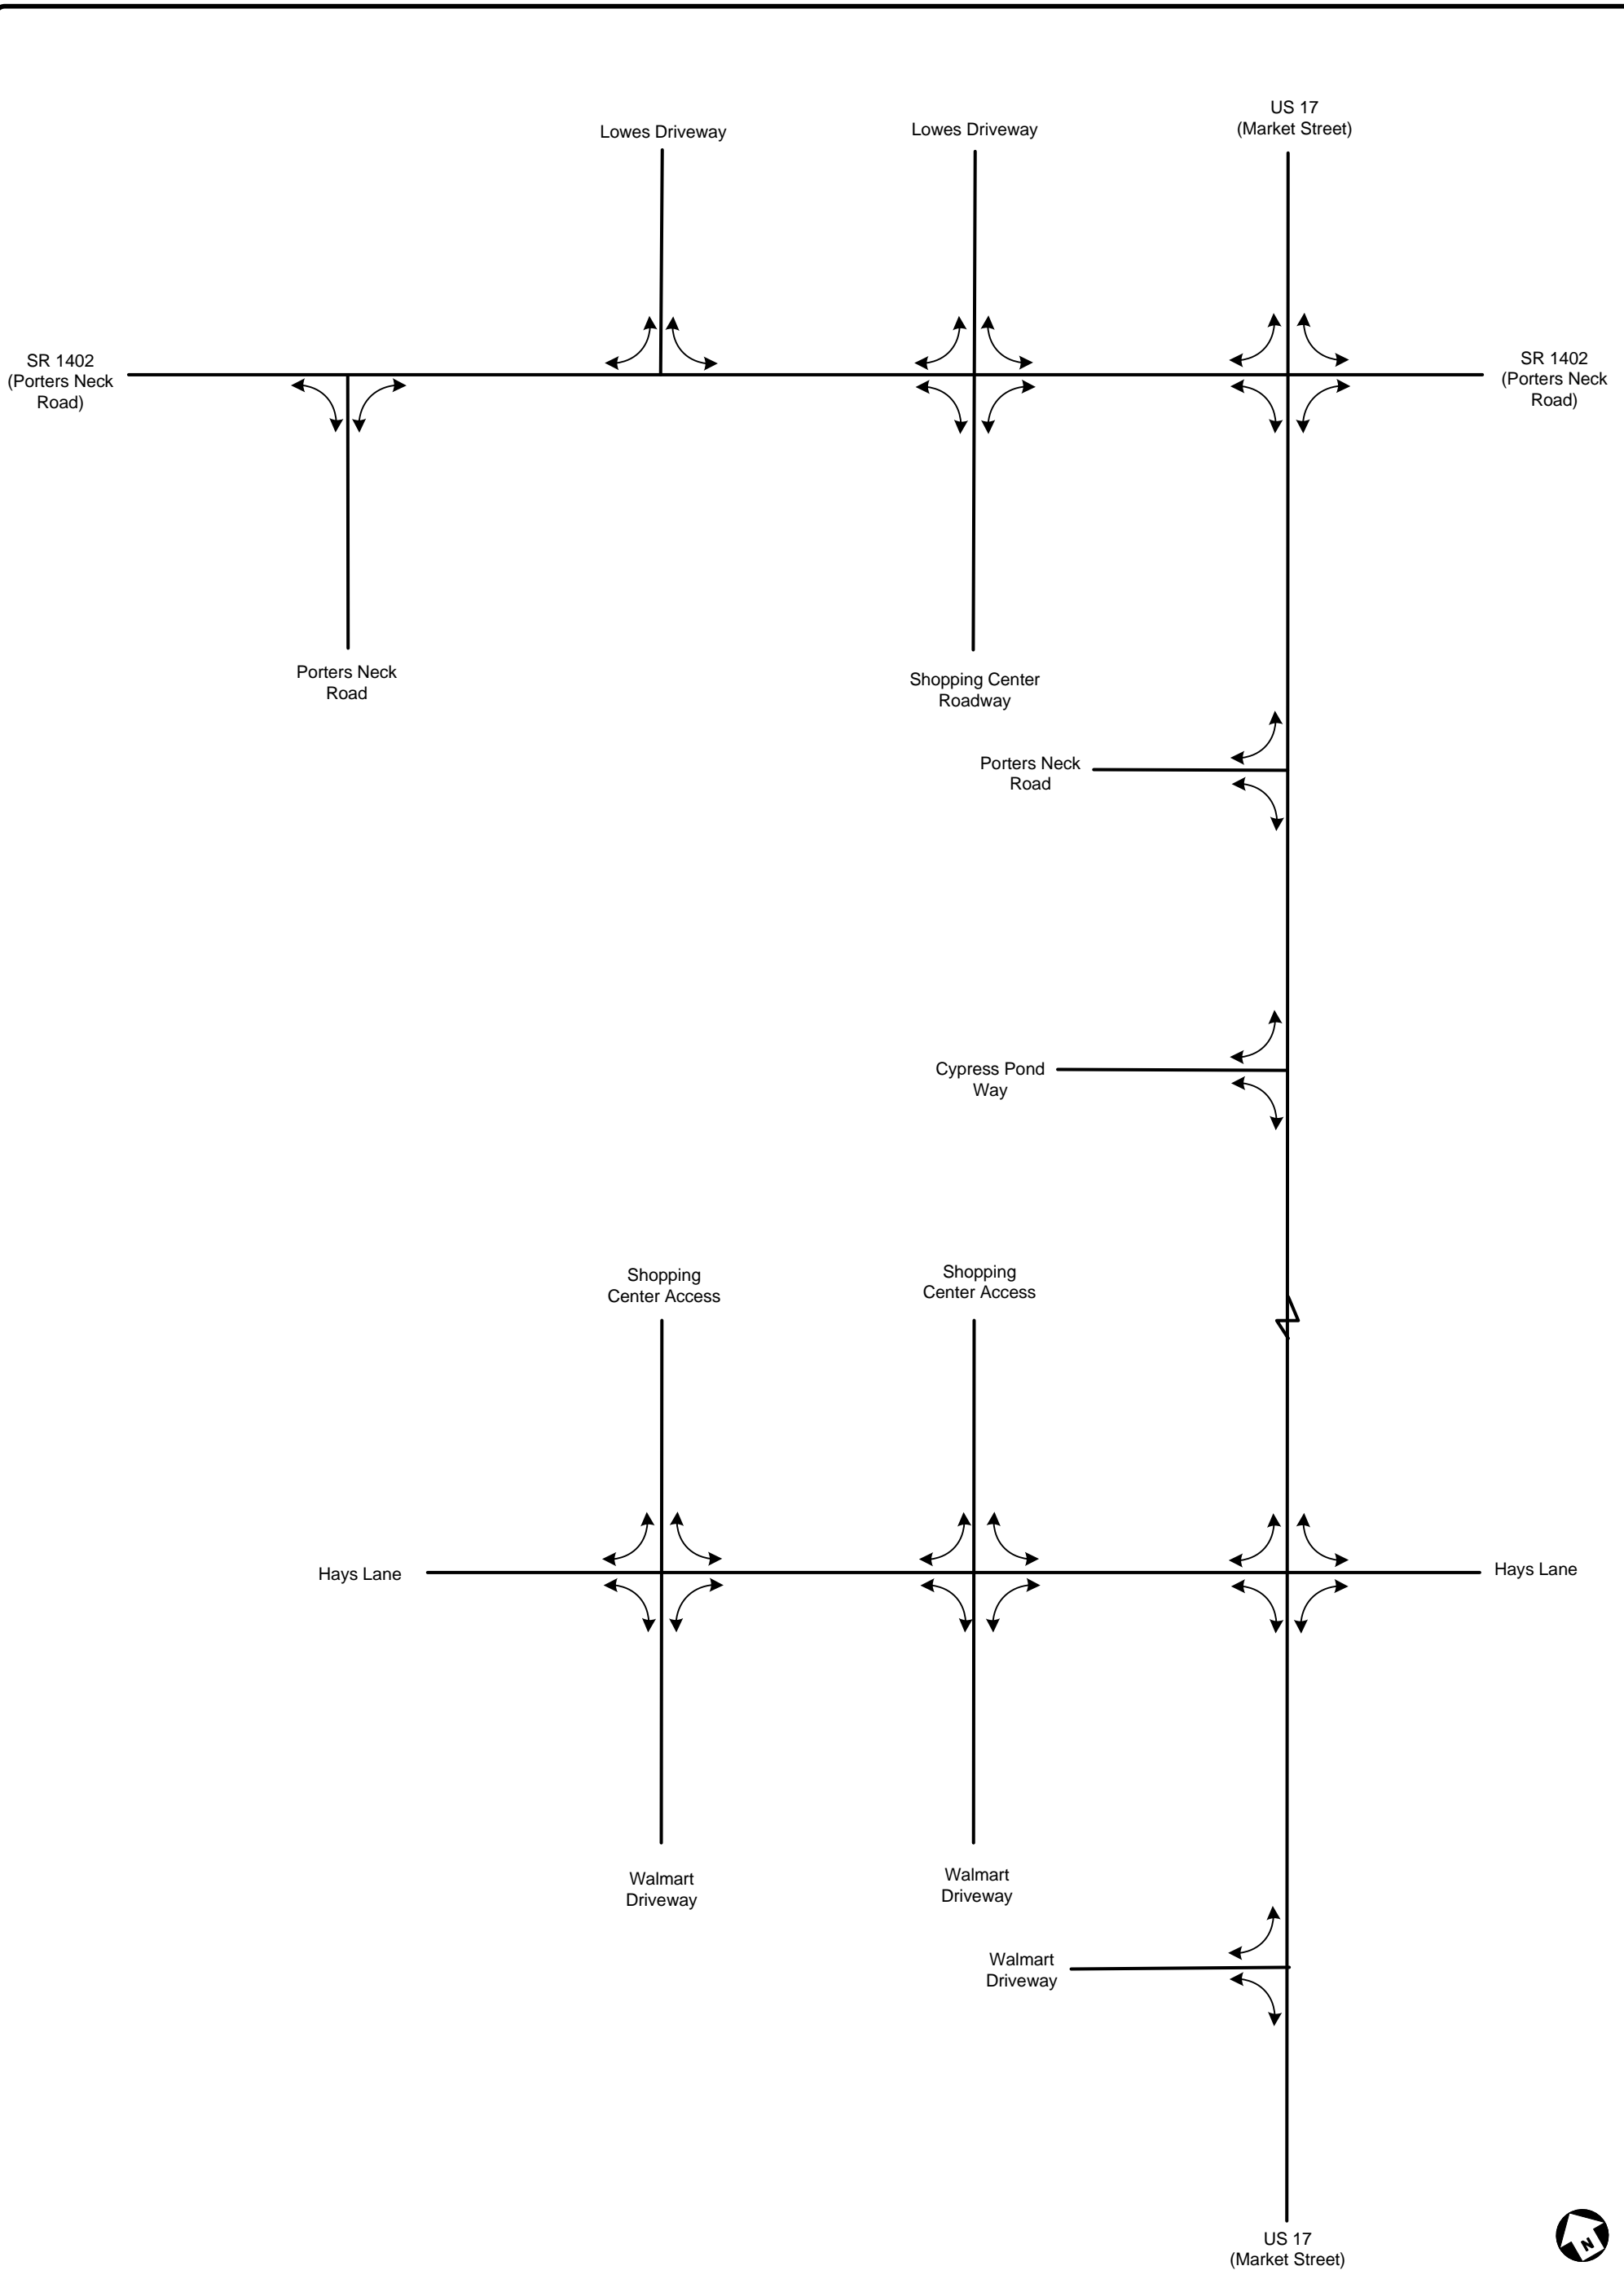 US 17
(Market Street)
Lowes Driveway
Lowes Driveway
SR 1402
(Porters Neck
Road)
SR 1402
(Porters Neck
Road)
Porters Neck
Road
Shopping Center
Roadway
Porters Neck
Road
Cypress Pond
Way
Shopping
Center Access
Shopping
Center Access
Hays Lane
Hays Lane
Walmart
Driveway
Walmart
Driveway
Walmart
Driveway
US 17
(Market Street)
N